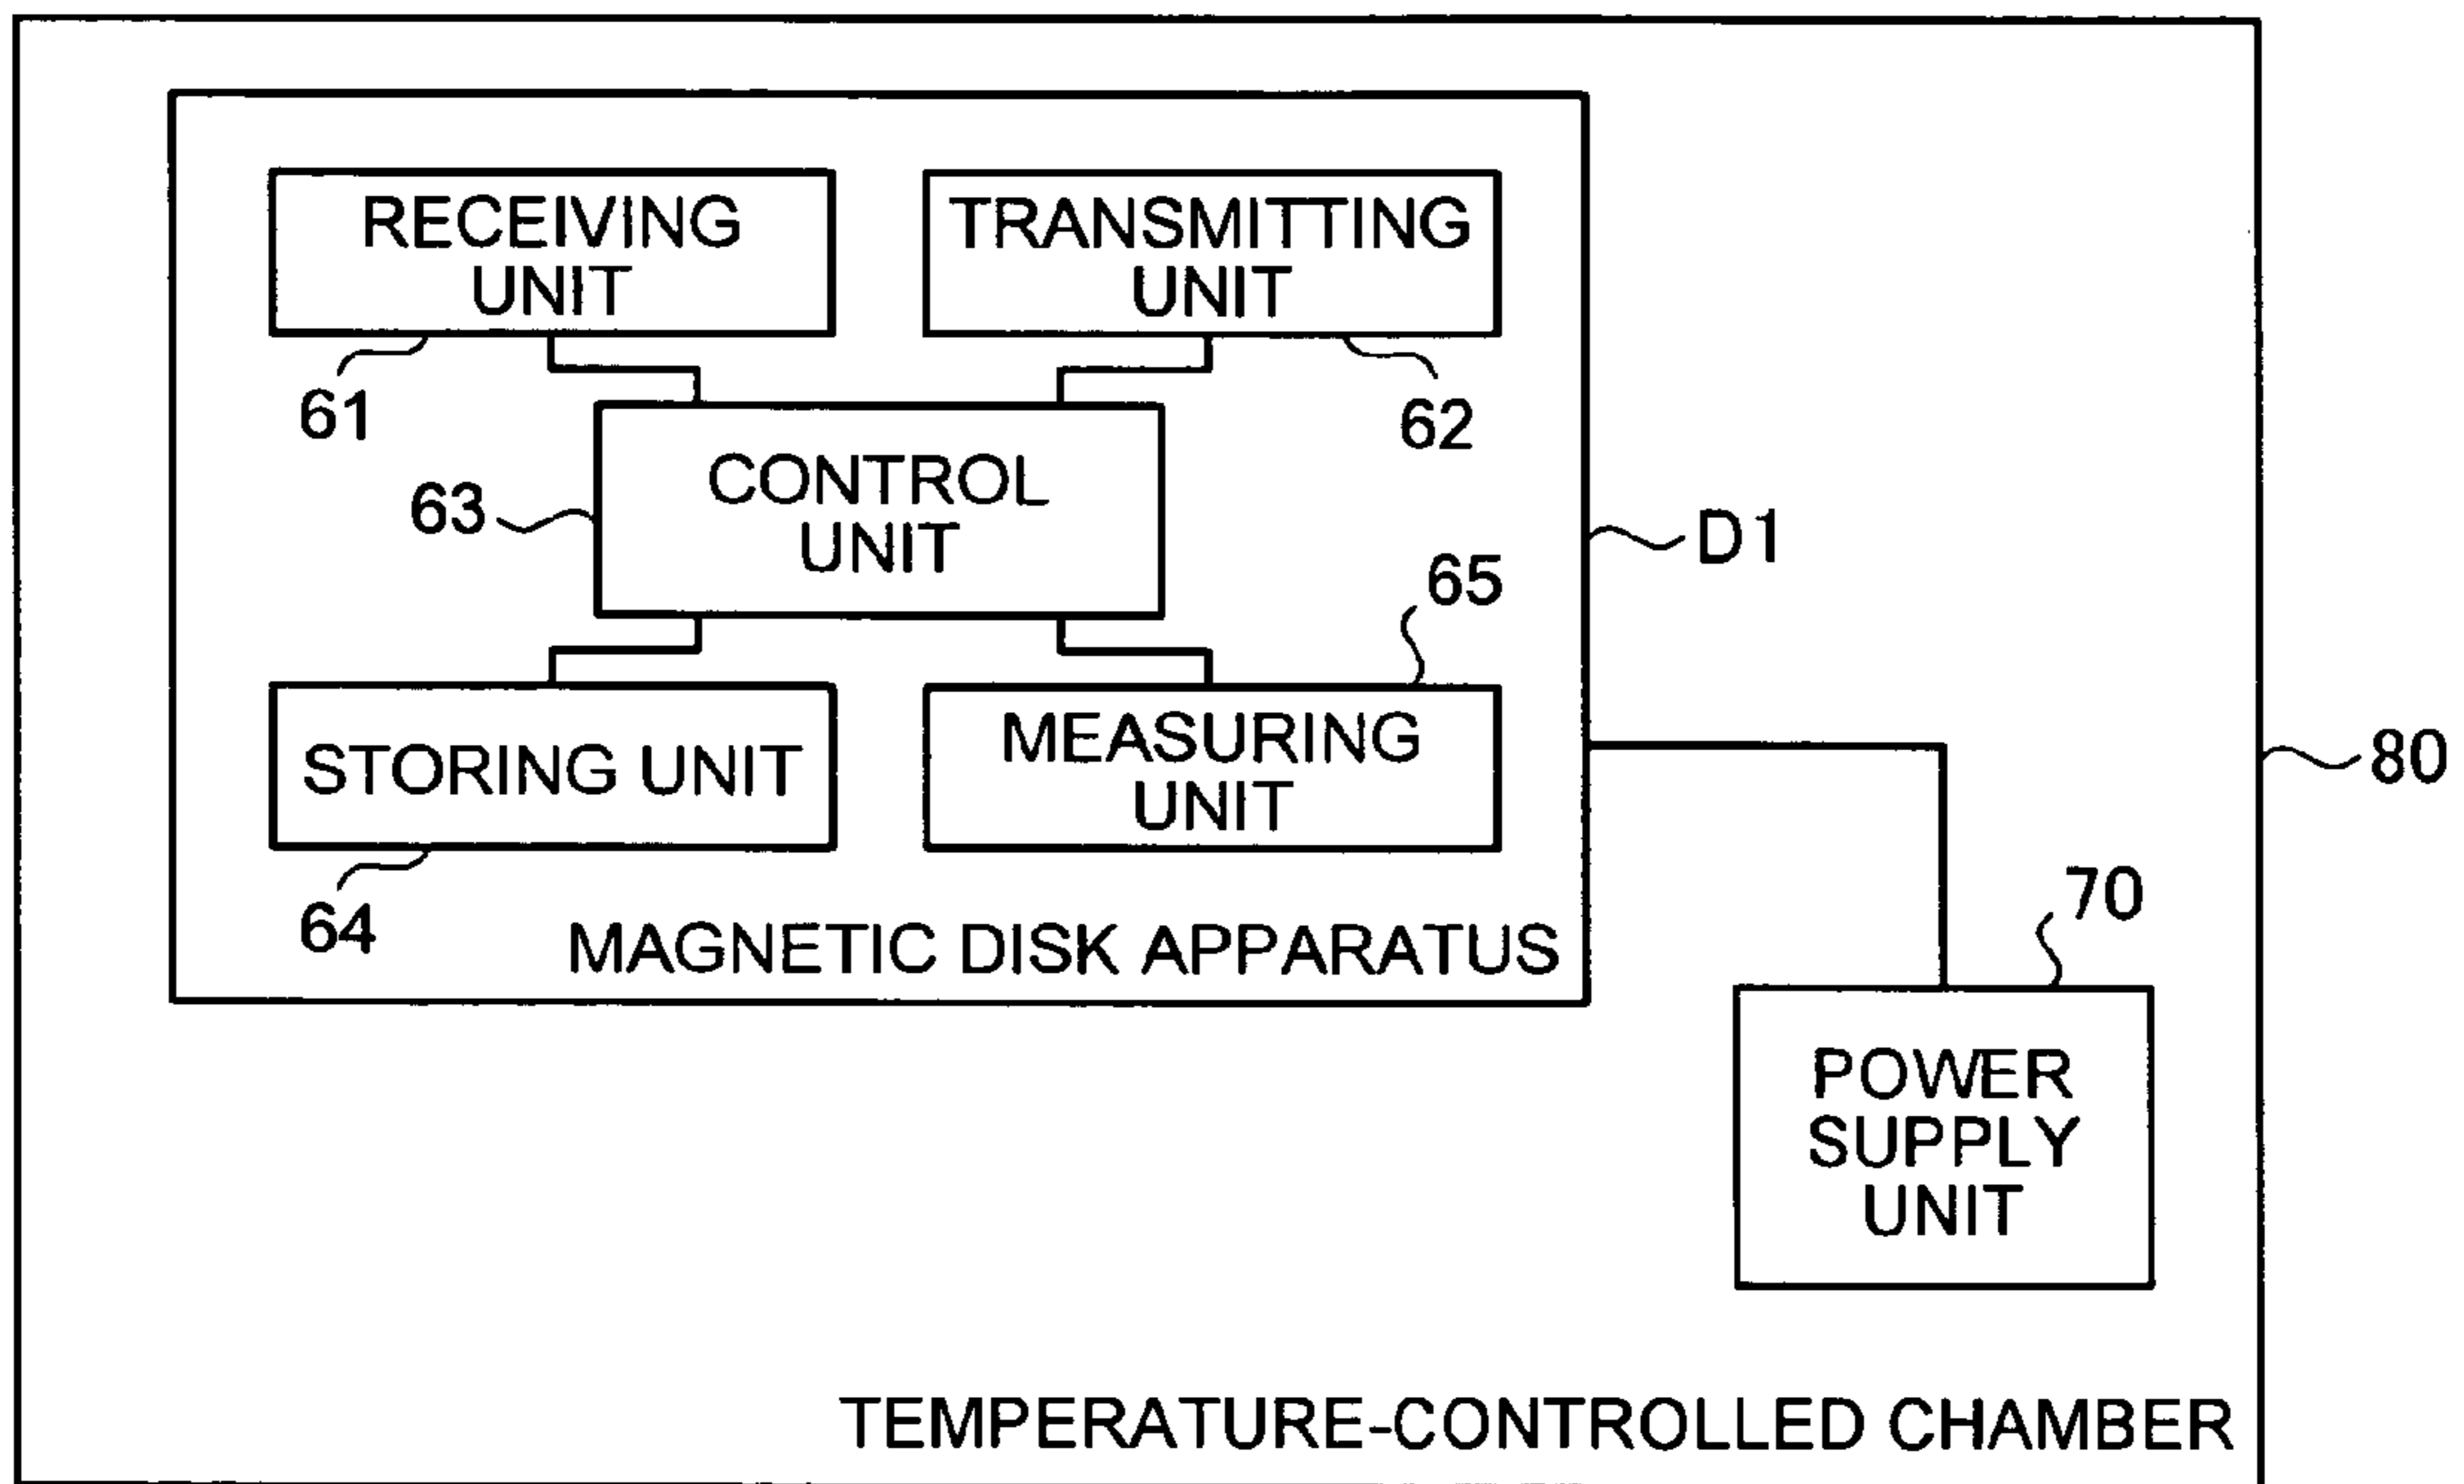 RECEIVING
UNIT
TRANSMITTING
UNIT
61
62
CONTROL
UNIT
63
D1
65
STORING UNIT
MEASURING
UNIT
80
64
70
MAGNETIC DISK APPARATUS
POWER
SUPPLY
UNIT
TEMPERATURE-CONTROLLED CHAMBER